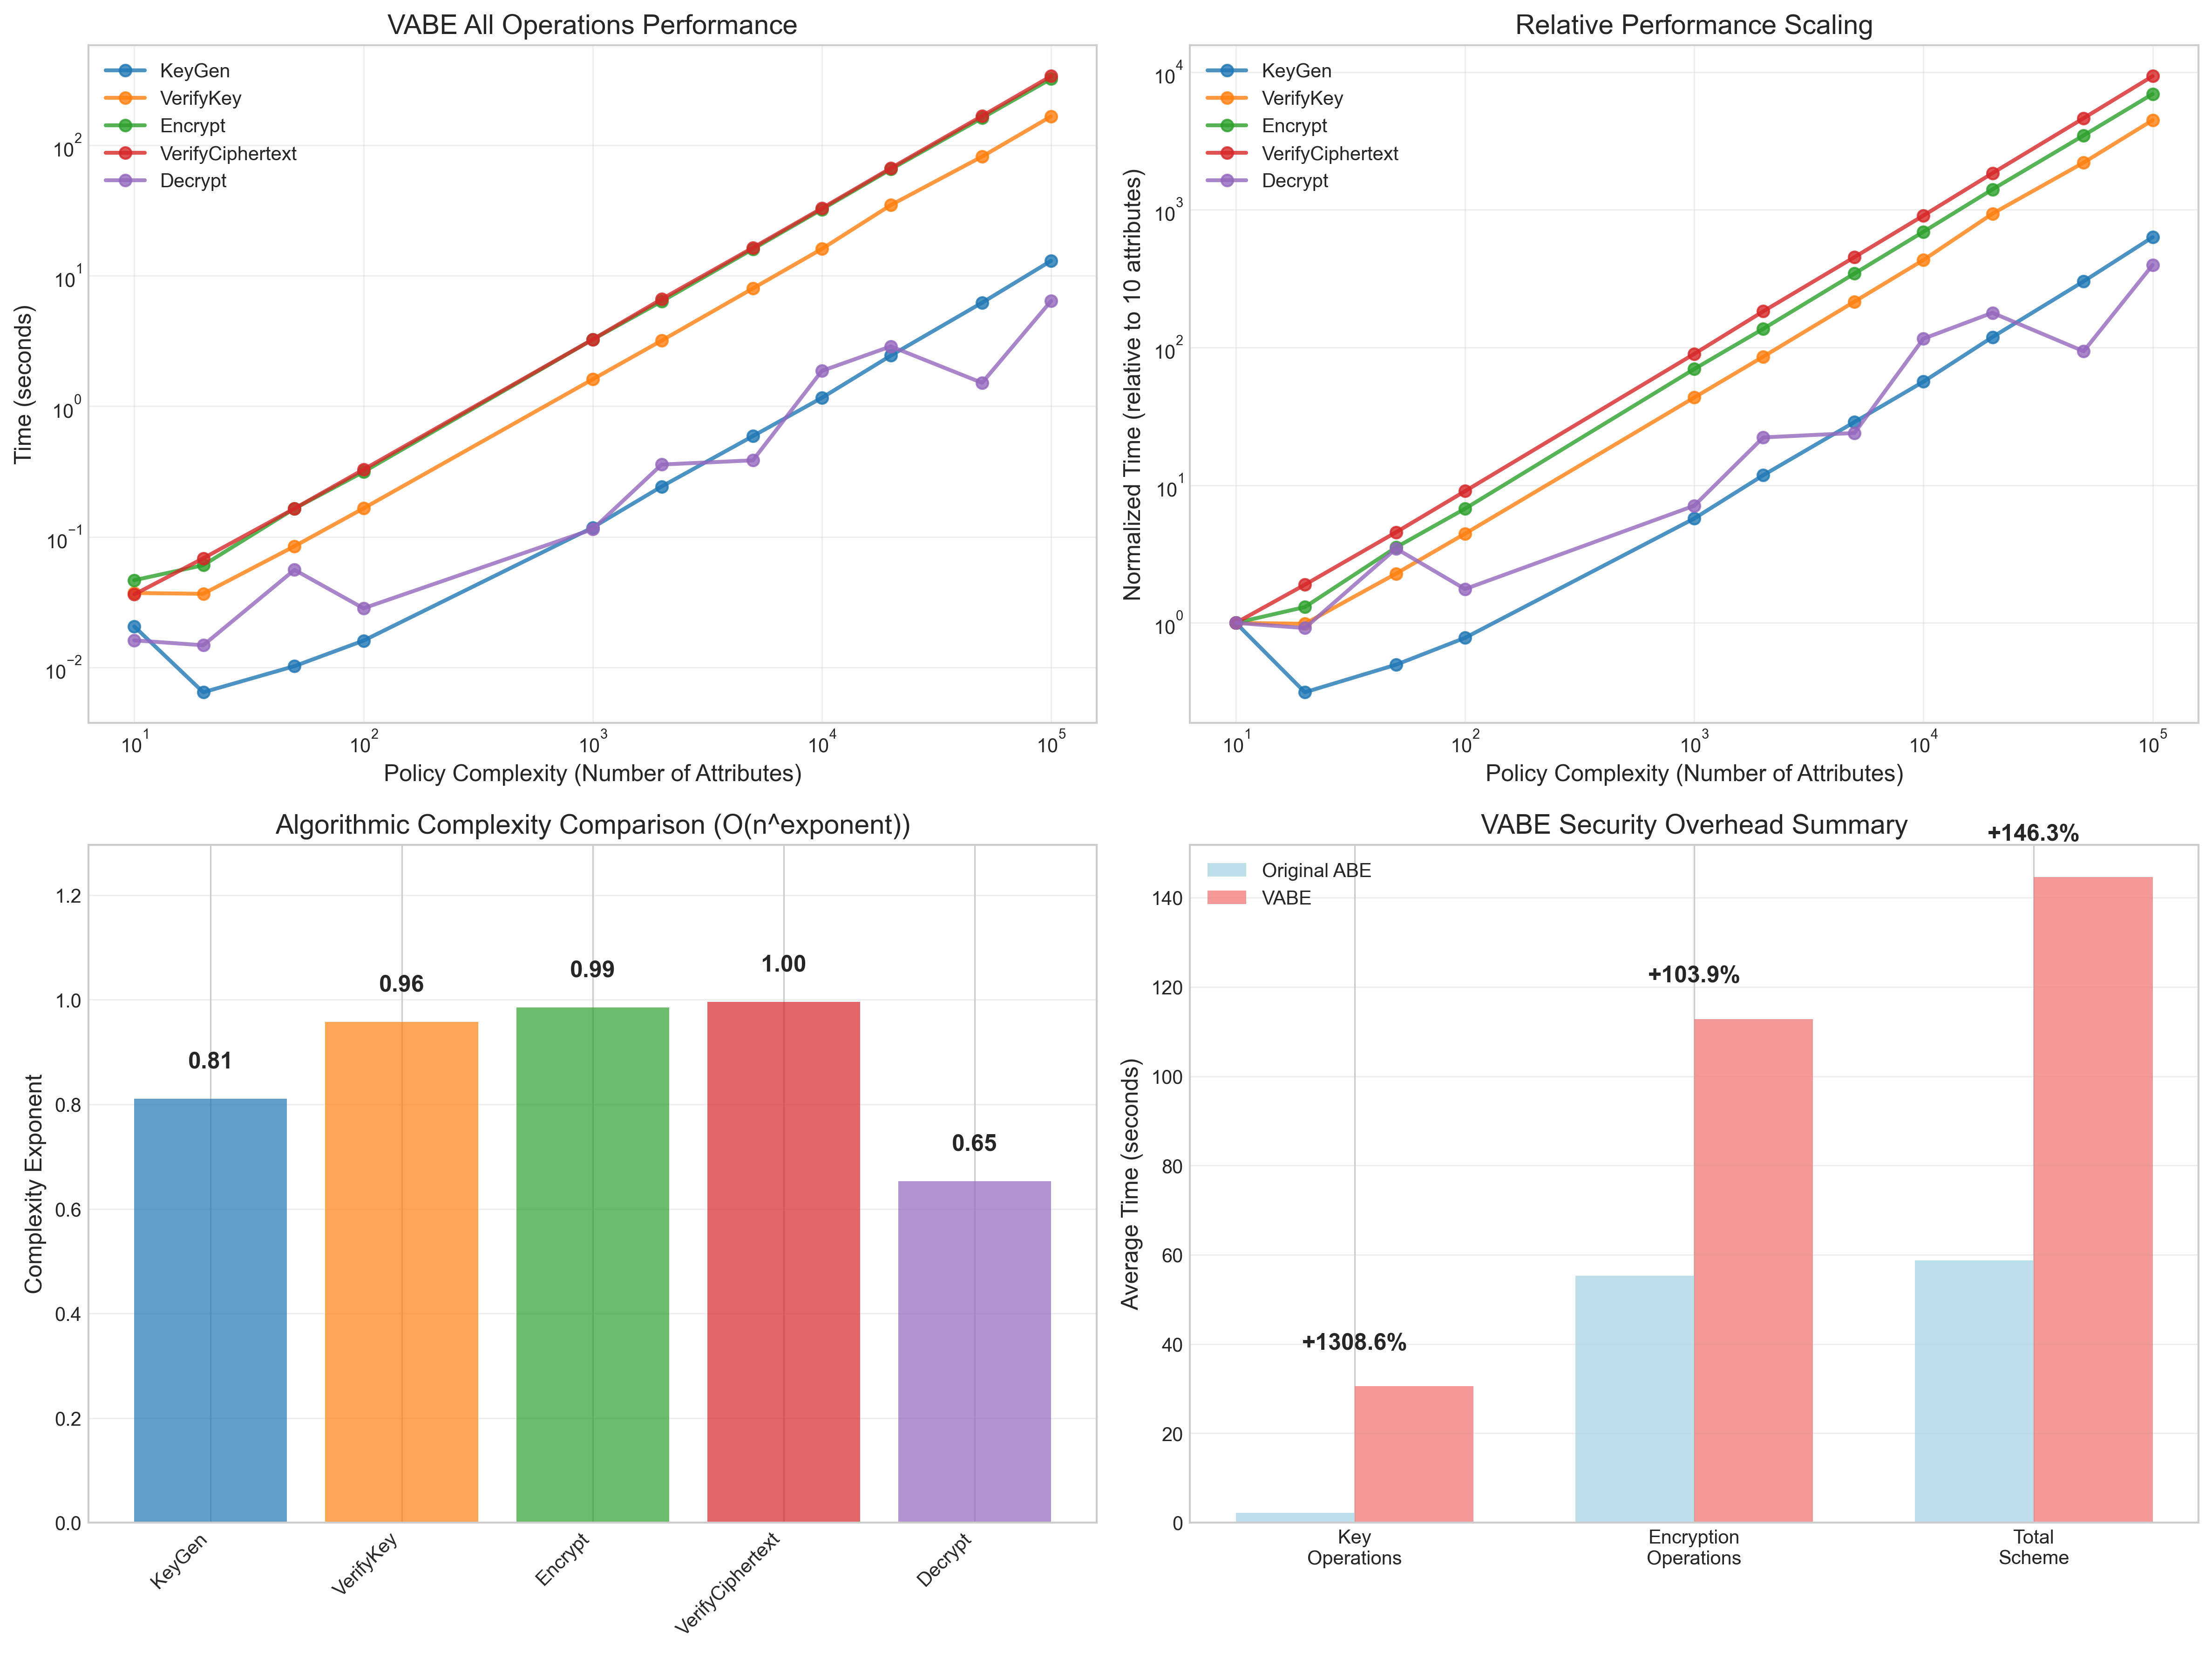 VABE All Operations Performance
KeyGen
VerifyKey
Encrypt
VerifyCiphertext
Decrypt
Time (seconds)
10^2
10^1
10^0
10^−1
10^−2
10^1
10^2
10^3
10^4
10^5
Policy Complexity (Number of Attributes)
Relative Performance Scaling
KeyGen
VerifyKey
Encrypt
VerifyCiphertext
Decrypt
Normalized Time (relative to 10 attributes)
10^4
10^3
10^2
10^1
10^0
10^1
10^2
10^3
10^4
10^5
Policy Complexity (Number of Attributes)
Algorithmic Complexity Comparison (O(n^exponent))
Complexity Exponent
1.2
1.0
0.8
0.6
0.4
0.2
0.0
0.81
0.96
0.99
1.00
0.65
KeyGen
VerifyKey
Encrypt
VerifyCiphertext
Decrypt
VABE Security Overhead Summary
Original ABE
VABE
Average Time (seconds)
140
120
100
80
60
40
20
0
+1308.6%
+103.9%
+146.3%
Key
Operations
Encryption
Operations
Total
Scheme